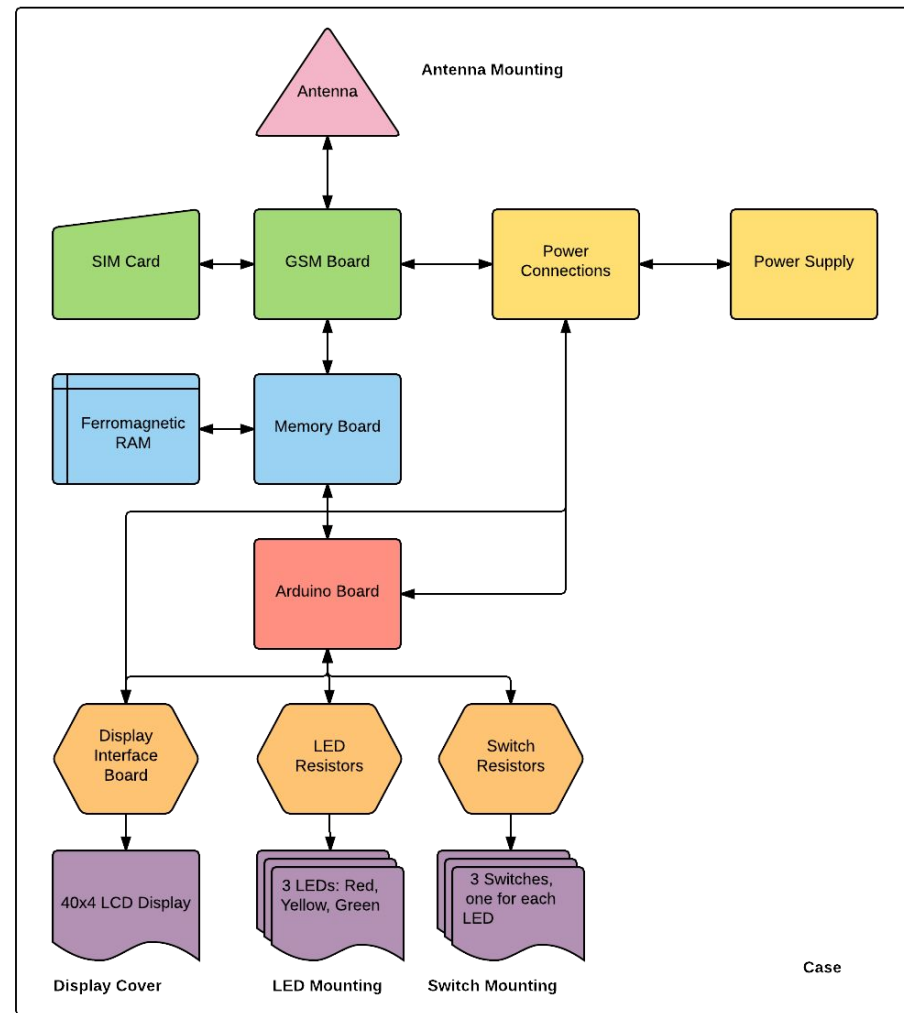 Antenna Mounting
Antenna
SIM Card
GSM Board
Power
Connections
Power Supply
Ferromagnetic
RAM
Memory Board
Arduino Board
Display
Interface
Board
LED
Resistors
Switch
Resistors
40x4 LCD Display
3 LEDs: Red,
Yellow, Green
3 Switches,
one for each
LED
Display Cover
LED Mounting
Switch Mounting
Case